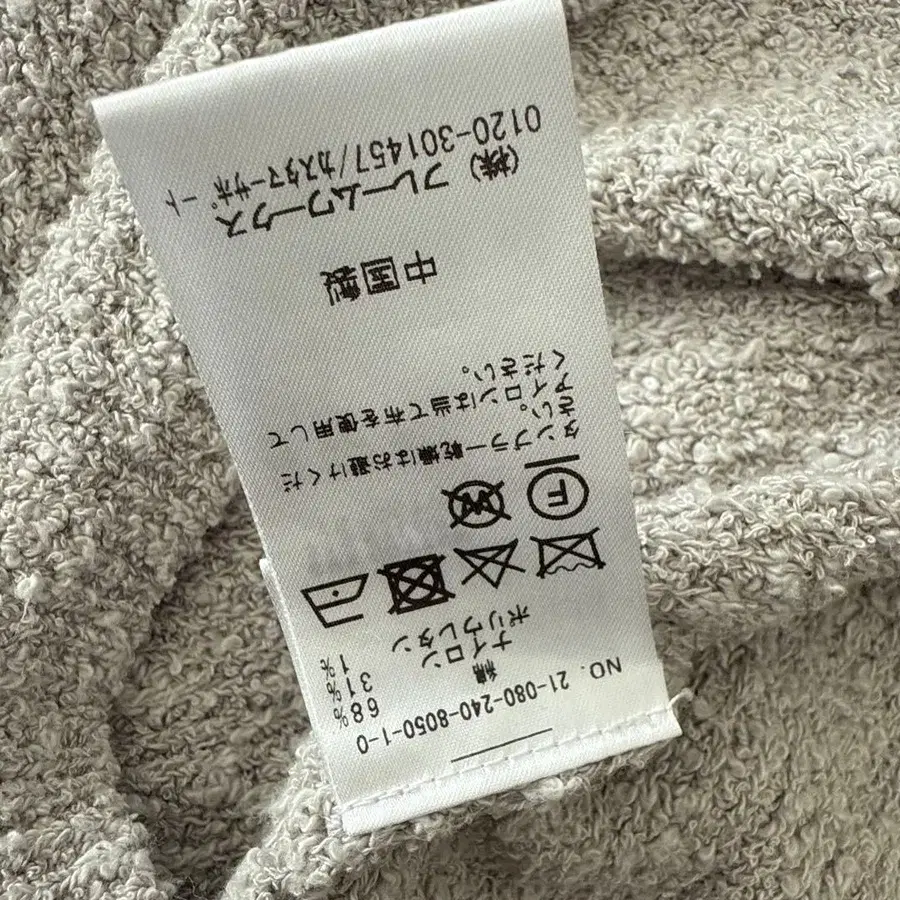 NO. 21-080-240-8050-1-0
綿 68%
ナイロン 31%
ポリウレタン 1%
F W
タンブラー乾燥はお避けくだ
さい。
アイロンは当て布を使用して
ください。
中国製
(株) フレームワークス
0120-301457/カスタマーサポート